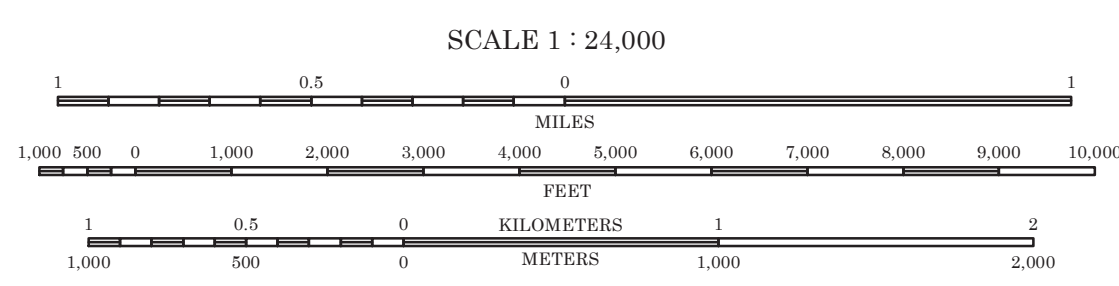 SCALE 1 : 24,000
1 0.5 0 1
MILES
1,000 500 0 1,000 2,000 3,000 4,000 5,000 6,000 7,000 8,000 9,000 10,000
FEET
1 0.5 0 KILOMETERS 1 2
1,000 500 0 METERS 1,000 2,000